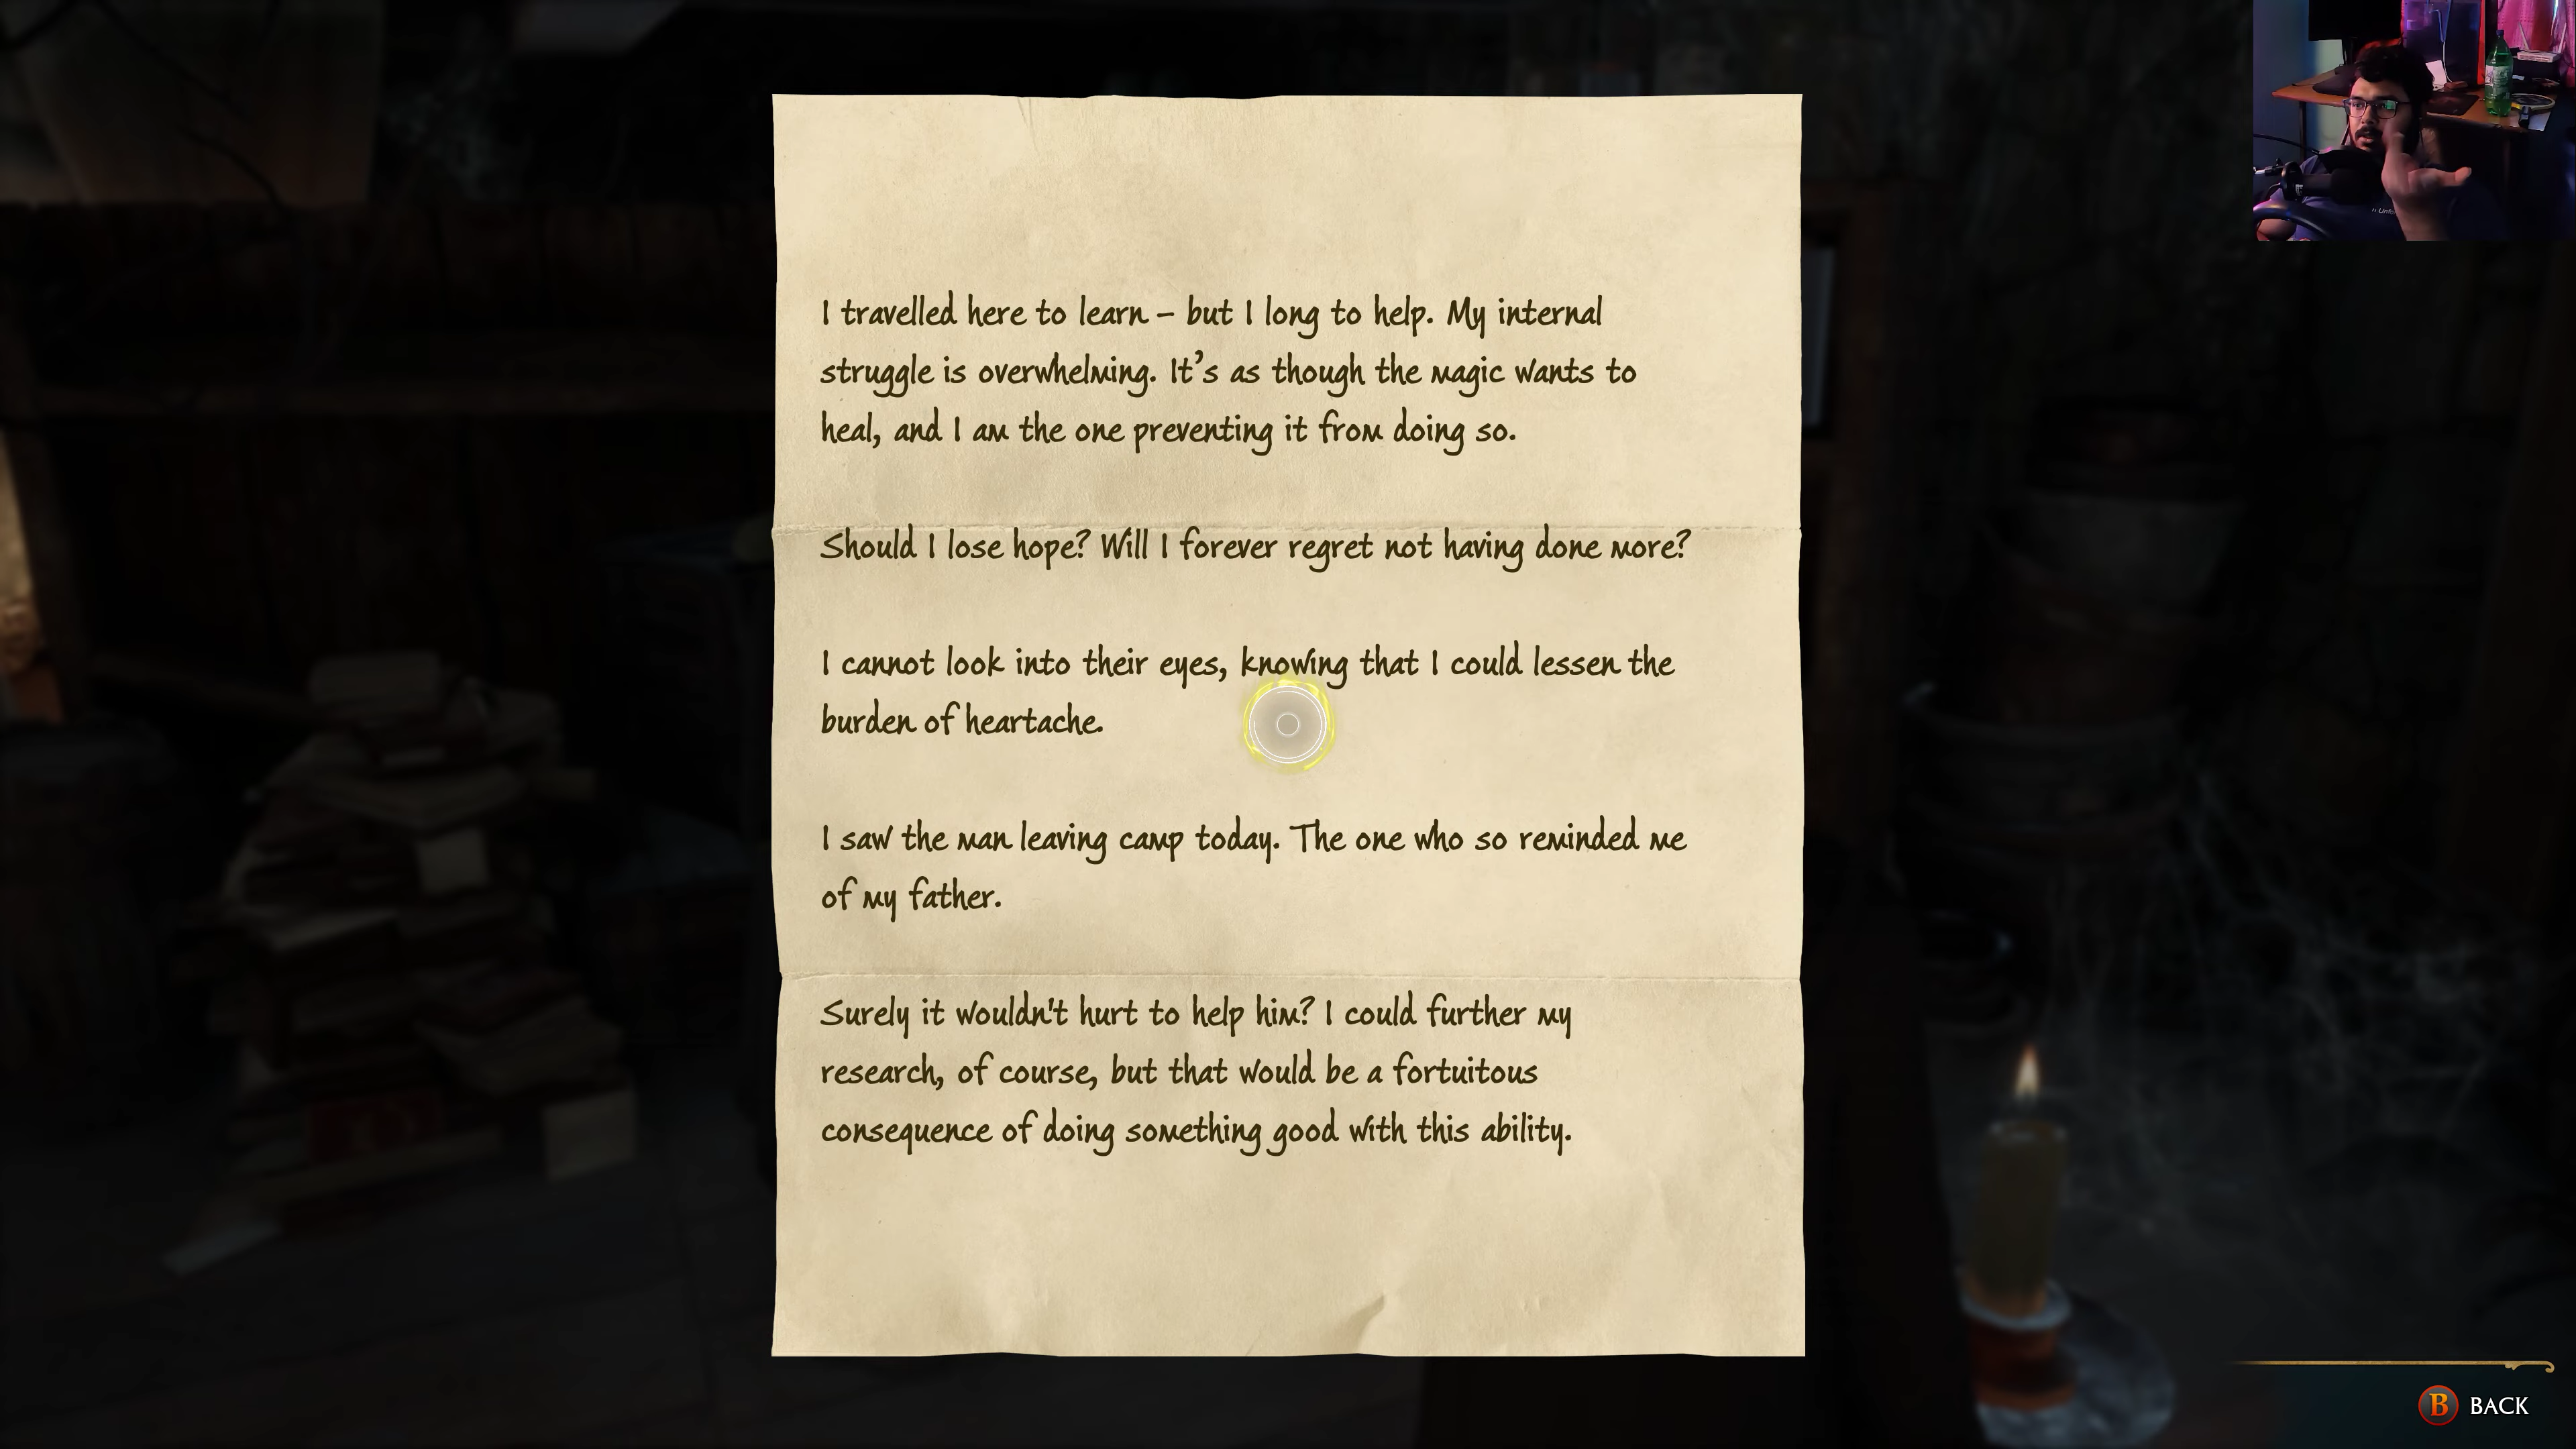 I travelled here to learn – but I long to help. My internal
struggle is overwhelming. It's as though the magic wants to
heal, and I am the one preventing it from doing so.
Should I lose hope? Will I forever regret not having done more?
I cannot look into their eyes, knowing that I could lessen the
burden of heartache.
I saw the man leaving camp today. The one who so reminded me
of my father.
Surely it wouldn't hurt to help him? I could further my
research, of course, but that would be a fortuitous
consequence of doing something good with this ability.
B BACK